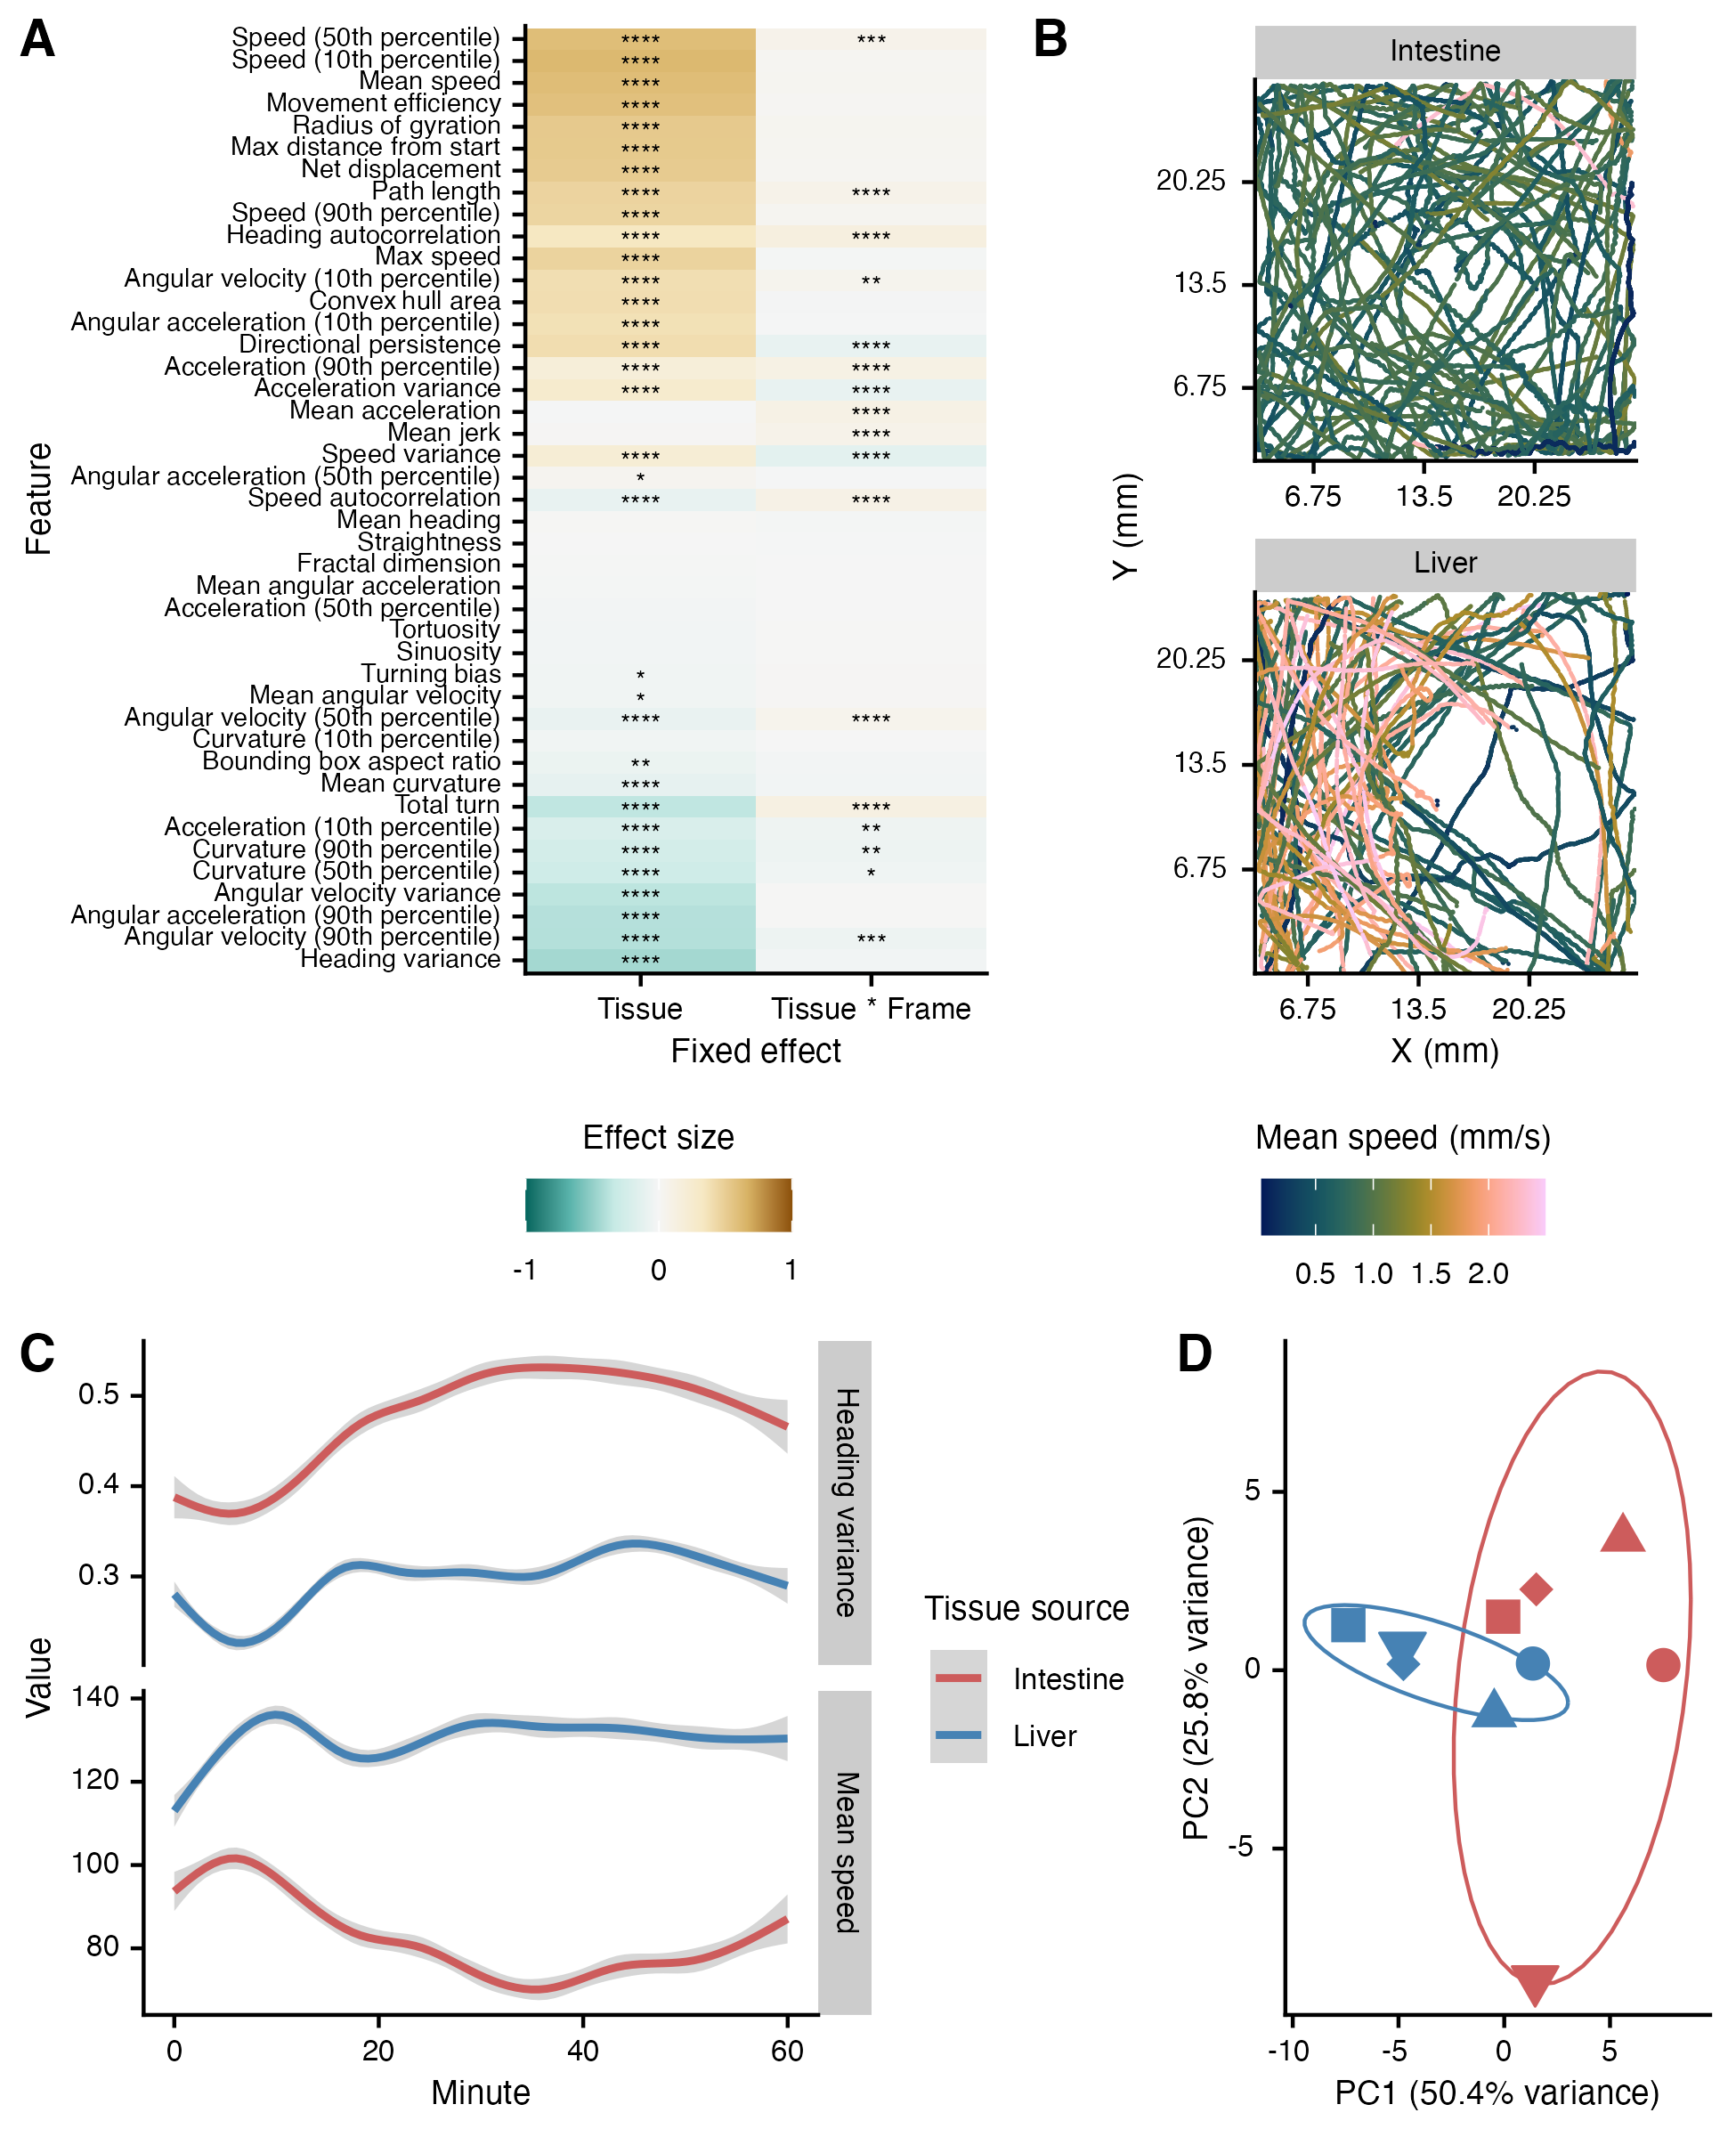 A
Feature
Speed (50th percentile) **** ***
Speed (10th percentile) ****
Mean speed ****
Movement efficiency ****
Radius of gyration ****
Max distance from start ****
Net displacement ****
Path length **** ****
Speed (90th percentile) ****
Heading autocorrelation **** ****
Max speed ****
Angular velocity (10th percentile) **** **
Convex hull area ****
Angular acceleration (10th percentile) ****
Directional persistence **** ****
Acceleration (90th percentile) **** ****
Acceleration variance **** ****
Mean acceleration ****
Mean jerk ****
Speed variance **** ****
Angular acceleration (50th percentile) *
Speed autocorrelation **** ****
Mean heading
Straightness
Fractal dimension
Mean angular acceleration
Acceleration (50th percentile)
Tortuosity
Sinuosity
Turning bias *
Mean angular velocity *
Angular velocity (50th percentile) **** ****
Curvature (10th percentile)
Bounding box aspect ratio **
Mean curvature ****
Total turn **** ****
Acceleration (10th percentile) **** **
Curvature (90th percentile) **** **
Curvature (50th percentile) **** *
Angular velocity variance ****
Angular acceleration (90th percentile) ****
Angular velocity (90th percentile) **** ***
Heading variance ****
Tissue Tissue * Frame
Fixed effect
Effect size
-1 0 1
B
Intestine
Y (mm)
20.25
13.5
6.75
6.75 13.5 20.25
Liver
20.25
13.5
6.75
6.75 13.5 20.25
X (mm)
Mean speed (mm/s)
0.5 1.0 1.5 2.0
C
Value
0.5
0.4
0.3
Heading variance
140
120
100
80
Mean speed
0 20 40 60
Minute
Tissue source
Intestine
Liver
D
PC2 (25.8% variance)
5
0
-5
-10 -5 0 5
PC1 (50.4% variance)